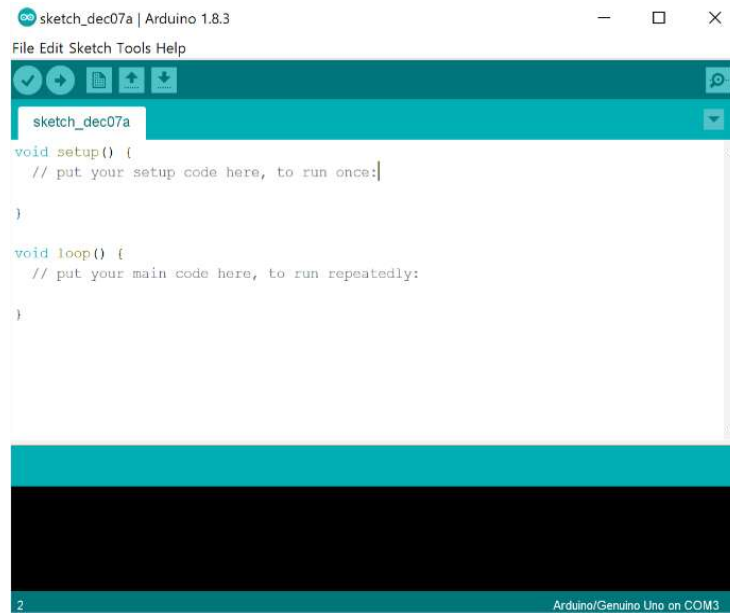 sketch_dec07a | Arduino 1.8.3
File Edit Sketch Tools Help
sketch_dec07a
void setup() {
  // put your setup code here, to run once:
}
void loop() {
  // put your main code here, to run repeatedly:
}
2
Arduino/Genuino Uno on COM3